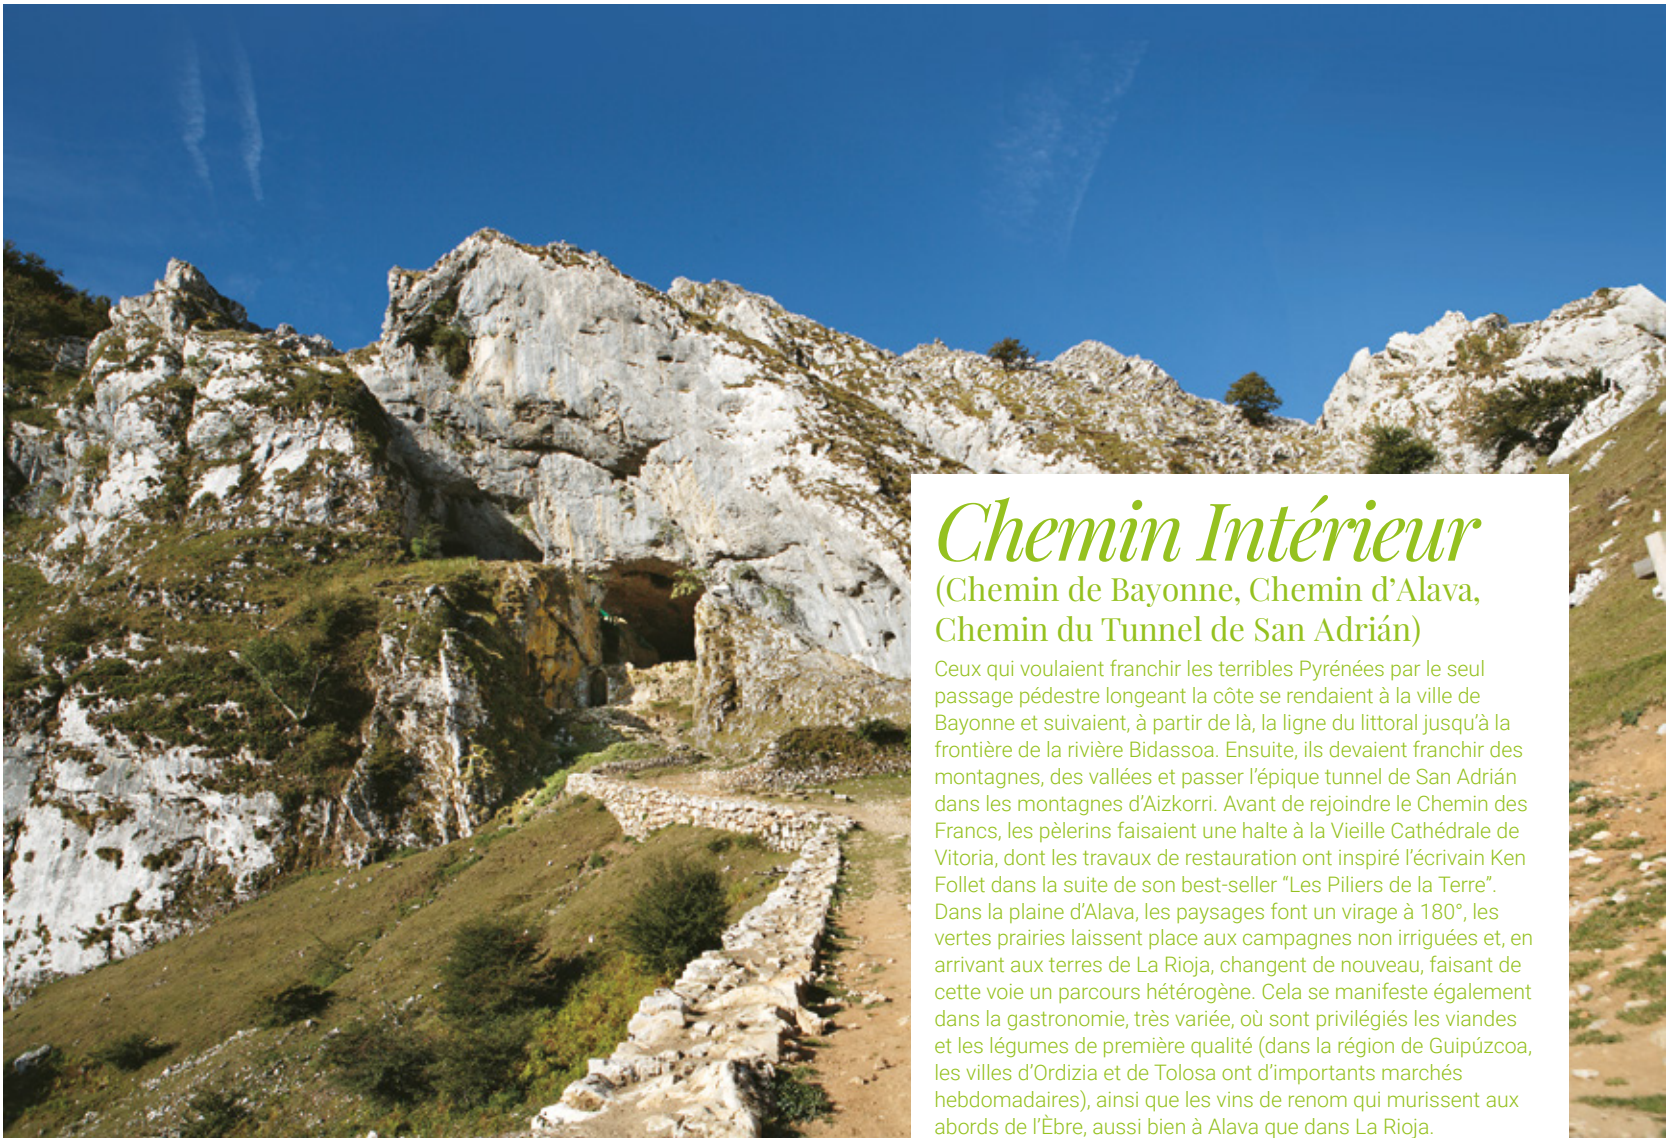 Chemin Intérieur
(Chemin de Bayonne, Chemin d’Alava,
Chemin du Tunnel de San Adrián)
Ceux qui voulaient franchir les terribles Pyrénées par le seul
passage pédestre longeant la côte se rendaient à la ville de
Bayonne et suivaient, à partir de là, la ligne du littoral jusqu’à la
frontière de la rivière Bidassoa. Ensuite, ils devaient franchir des
montagnes, des vallées et passer l’épique tunnel de San Adrián
dans les montagnes d’Aizkorri. Avant de rejoindre le Chemin des
Francs, les pèlerins faisaient une halte à la Vieille Cathédrale de
Vitoria, dont les travaux de restauration ont inspiré l’écrivain Ken
Follet dans la suite de son best-seller “Les Piliers de la Terre”.
Dans la plaine d’Alava, les paysages font un virage à 180°, les
vertes prairies laissent place aux campagnes non irriguées et, en
arrivant aux terres de La Rioja, changent de nouveau, faisant de
cette voie un parcours hétérogène. Cela se manifeste également
dans la gastronomie, très variée, où sont privilégiés les viandes
et les légumes de première qualité (dans la région de Guipúzcoa,
les villes d’Ordizia et de Tolosa ont d’importants marchés
hebdomadaires), ainsi que les vins de renom qui murissent aux
abords de l’Èbre, aussi bien à Alava que dans La Rioja.